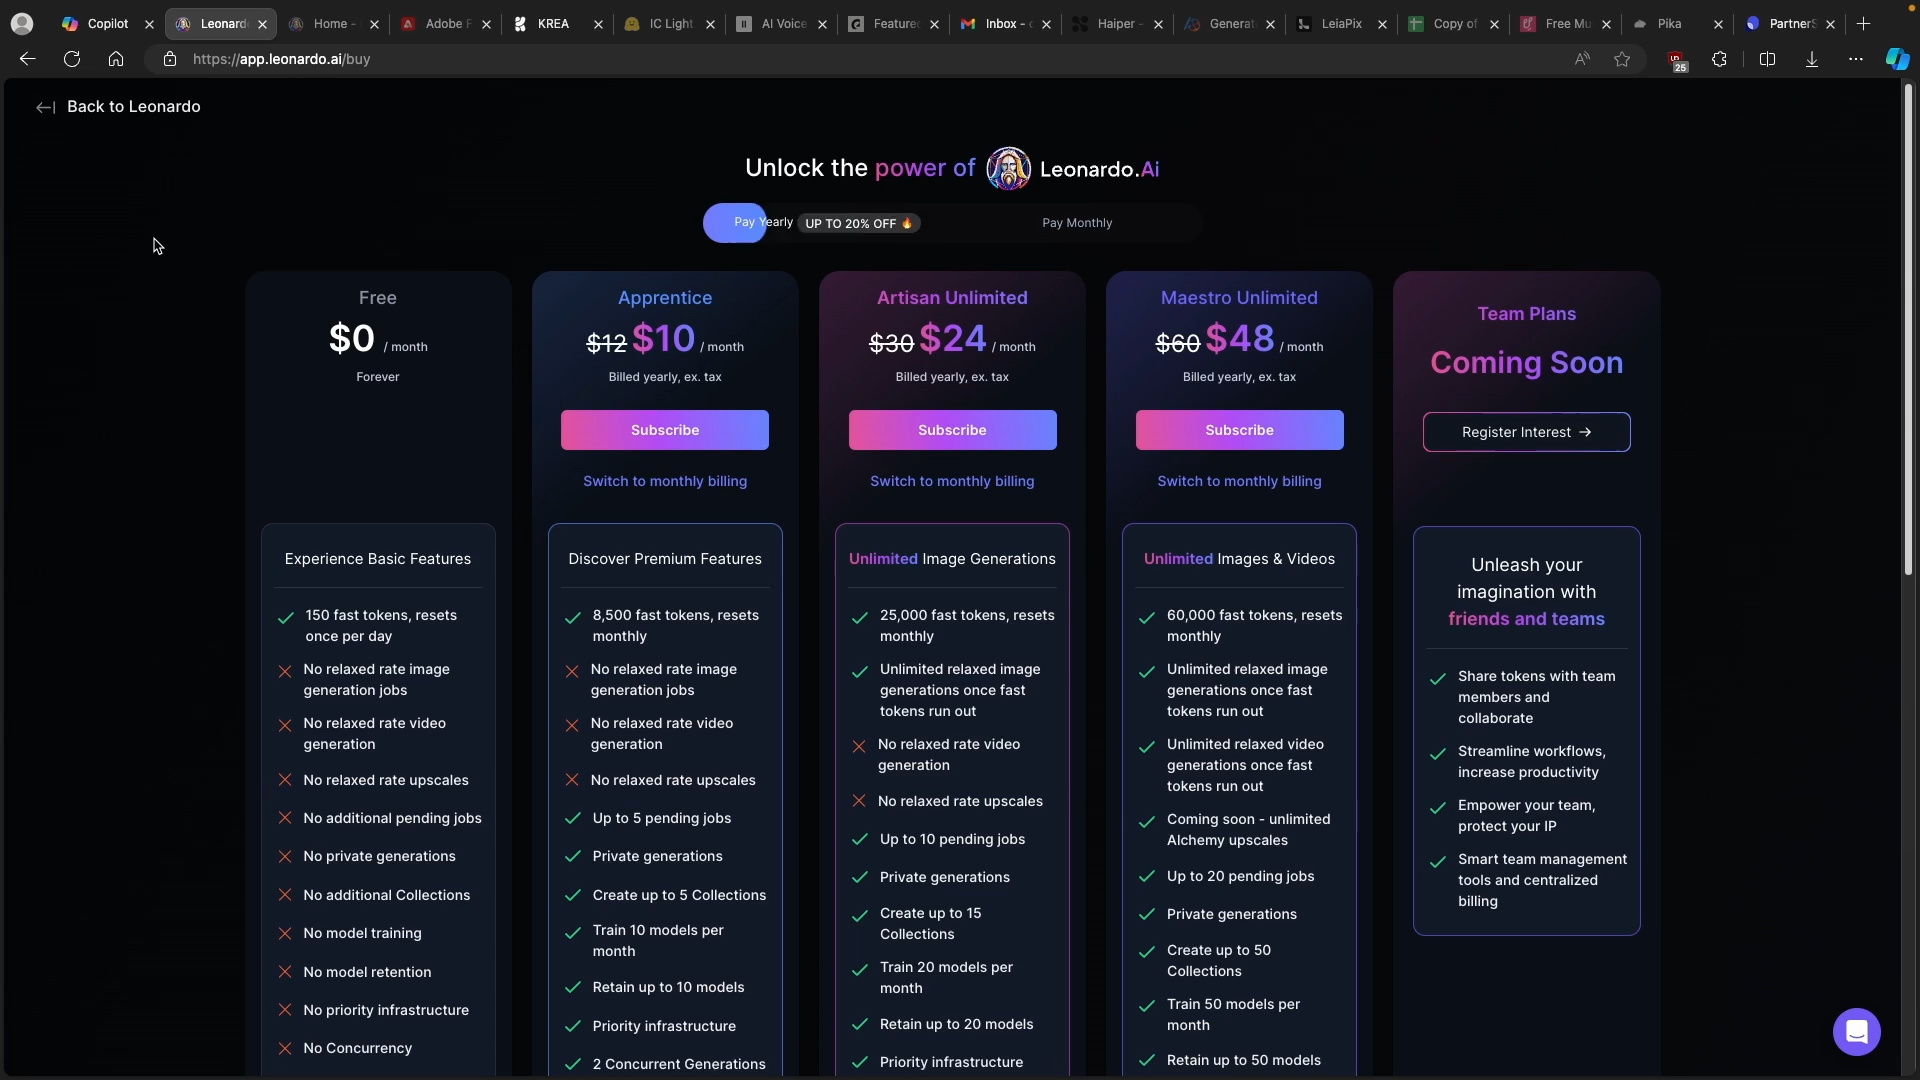 Copilot
Leonard
Home -
Adobe F
KREA
IC Light
AI Voice
Feature
Inbox - c
Haiper -
Generat
LeiaPix
Copy of
Free Mu
Pika
PartnerS
https://app.leonardo.ai/buy
25
Back to Leonardo
Unlock the power of Leonardo.Ai
Pay Yearly UP TO 20% OFF 🔥 Pay Monthly
Free
$0 / month
Forever
Experience Basic Features
150 fast tokens, resets
once per day
No relaxed rate image
generation jobs
No relaxed rate video
generation
No relaxed rate upscales
No additional pending jobs
No private generations
No additional Collections
No model training
No model retention
No priority infrastructure
No Concurrency
Apprentice
$12 $10 / month
Billed yearly, ex. tax
Subscribe
Switch to monthly billing
Discover Premium Features
8,500 fast tokens, resets
monthly
No relaxed rate image
generation jobs
No relaxed rate video
generation
No relaxed rate upscales
Up to 5 pending jobs
Private generations
Create up to 5 Collections
Train 10 models per
month
Retain up to 10 models
Priority infrastructure
2 Concurrent Generations
Artisan Unlimited
$30 $24 / month
Billed yearly, ex. tax
Subscribe
Switch to monthly billing
Unlimited Image Generations
25,000 fast tokens, resets
monthly
Unlimited relaxed image
generations once fast
tokens run out
No relaxed rate video
generation
No relaxed rate upscales
Up to 10 pending jobs
Private generations
Create up to 15
Collections
Train 20 models per
month
Retain up to 20 models
Priority infrastructure
Maestro Unlimited
$60 $48 / month
Billed yearly, ex. tax
Subscribe
Switch to monthly billing
Unlimited Images & Videos
60,000 fast tokens, resets
monthly
Unlimited relaxed image
generations once fast
tokens run out
Unlimited relaxed video
generations once fast
tokens run out
Coming soon - unlimited
Alchemy upscales
Up to 20 pending jobs
Private generations
Create up to 50
Collections
Train 50 models per
month
Retain up to 50 models
Team Plans
Coming Soon
Register Interest →
Unleash your
imagination with
friends and teams
Share tokens with team
members and
collaborate
Streamline workflows,
increase productivity
Empower your team,
protect your IP
Smart team management
tools and centralized
billing